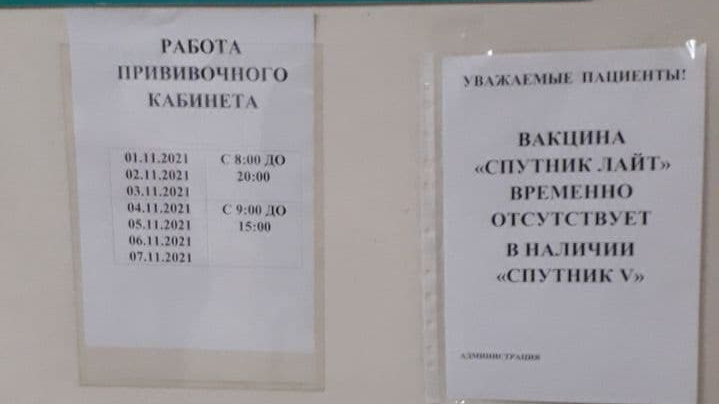 РАБОТА
ПРИВИВОЧНОГО
КАБИНЕТА
01.11.2021 С 8:00 ДО
02.11.2021 20:00
03.11.2021
04.11.2021 С 9:00 ДО
05.11.2021 15:00
06.11.2021
07.11.2021
УВАЖАЕМЫЕ ПАЦИЕНТЫ!
ВАКЦИНА
«СПУТНИК ЛАЙТ»
ВРЕМЕННО
ОТСУТСТВУЕТ
В НАЛИЧИИ
«СПУТНИК V»
АДМИНИСТРАЦИЯ